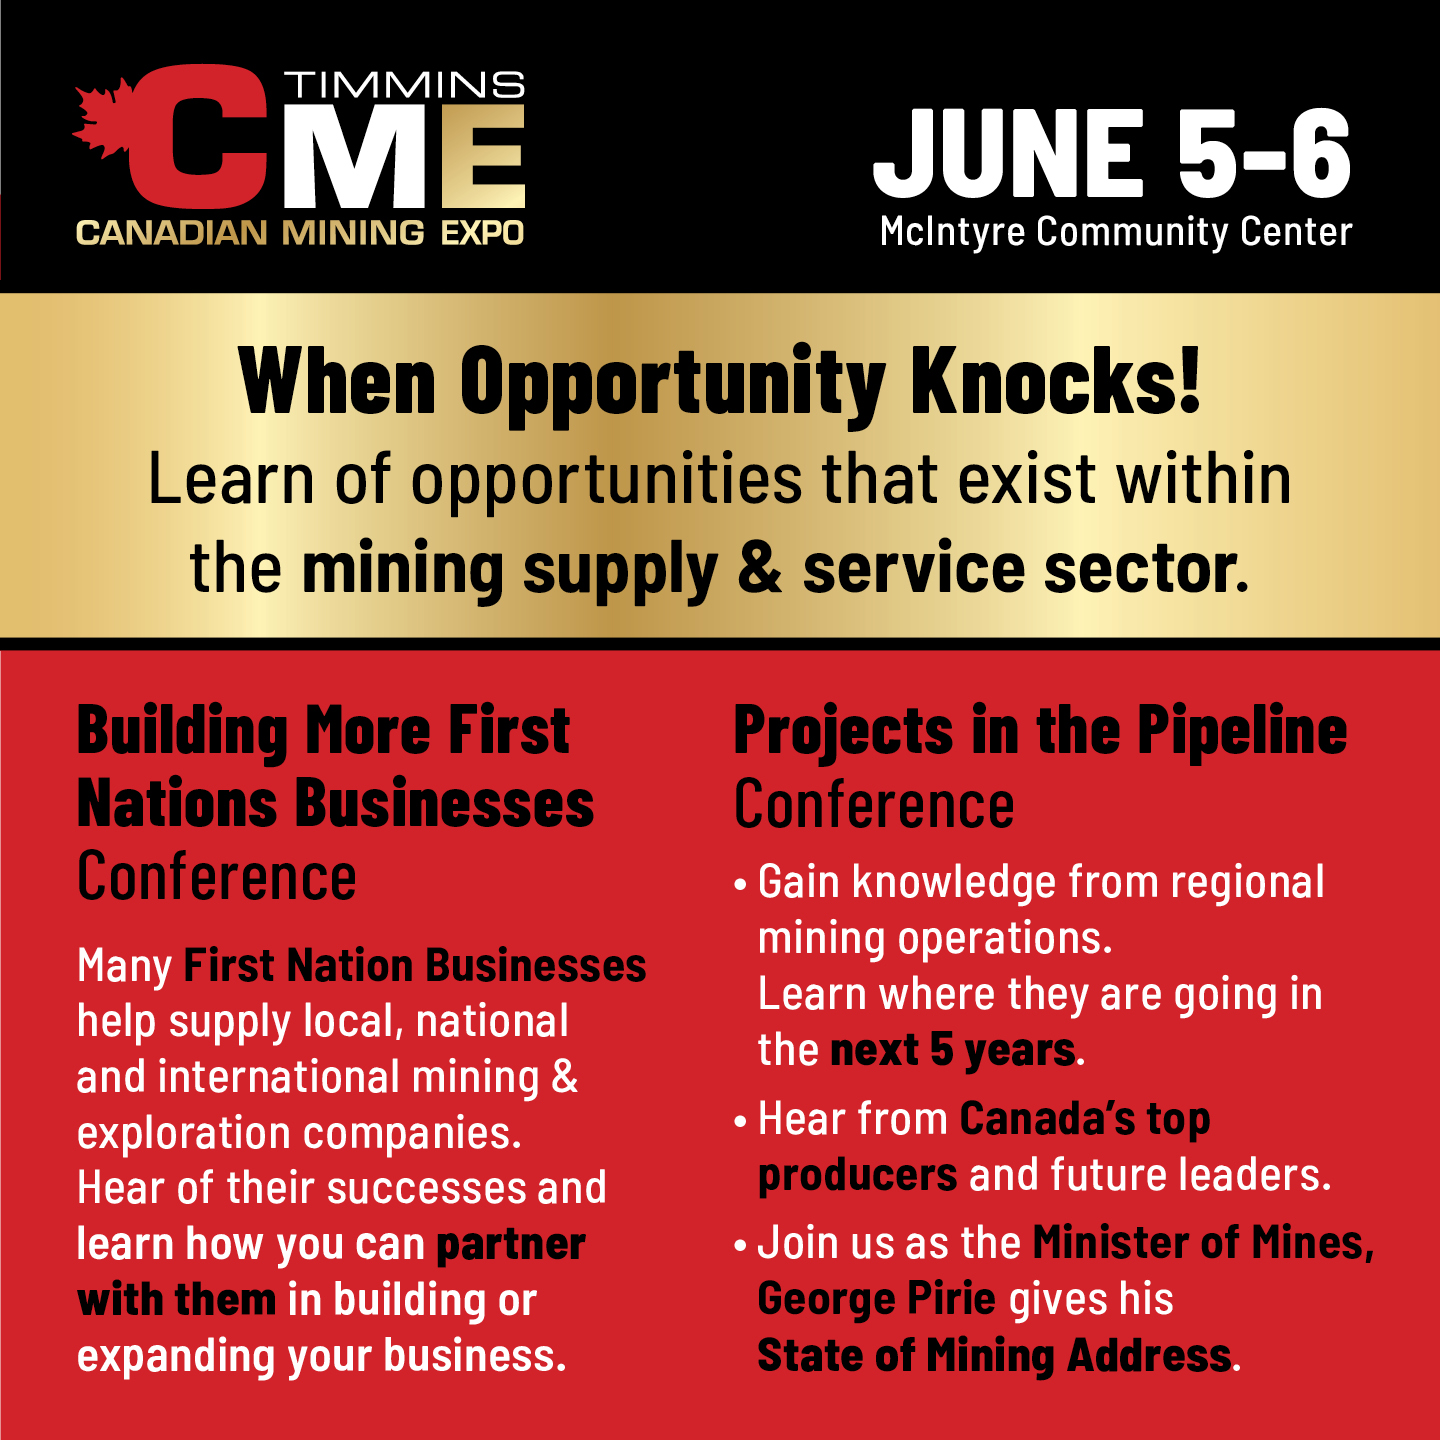 TIMMINS
CME
CANADIAN MINING EXPO
JUNE 5-6
McIntyre Community Center
When Opportunity Knocks!
Learn of opportunities that exist within
the mining supply & service sector.
Building More First
Nations Businesses
Conference
Many First Nation Businesses
help supply local, national
and international mining &
exploration companies.
Hear of their successes and
learn how you can partner
with them in building or
expanding your business.
Projects in the Pipeline
Conference
• Gain knowledge from regional
mining operations.
Learn where they are going in
the next 5 years.
• Hear from Canada’s top
producers and future leaders.
• Join us as the Minister of Mines,
George Pirie gives his
State of Mining Address.